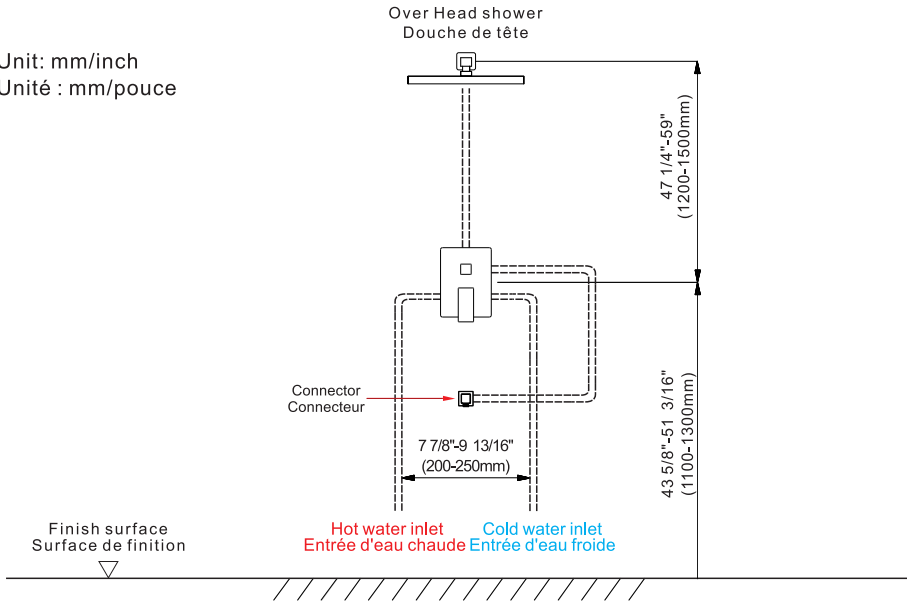 Over Head shower
Douche de tête
Unit: mm/inch
Unité : mm/pouce
47 1/4"-59"
(1200-1500mm)
Connector
Connecteur
7 7/8"-9 13/16"
(200-250mm)
43 5/8"-51 3/16"
(1100-1300mm)
Finish surface
Surface de finition
Hot water inlet
Entrée d'eau chaude
Cold water inlet
Entrée d'eau froide